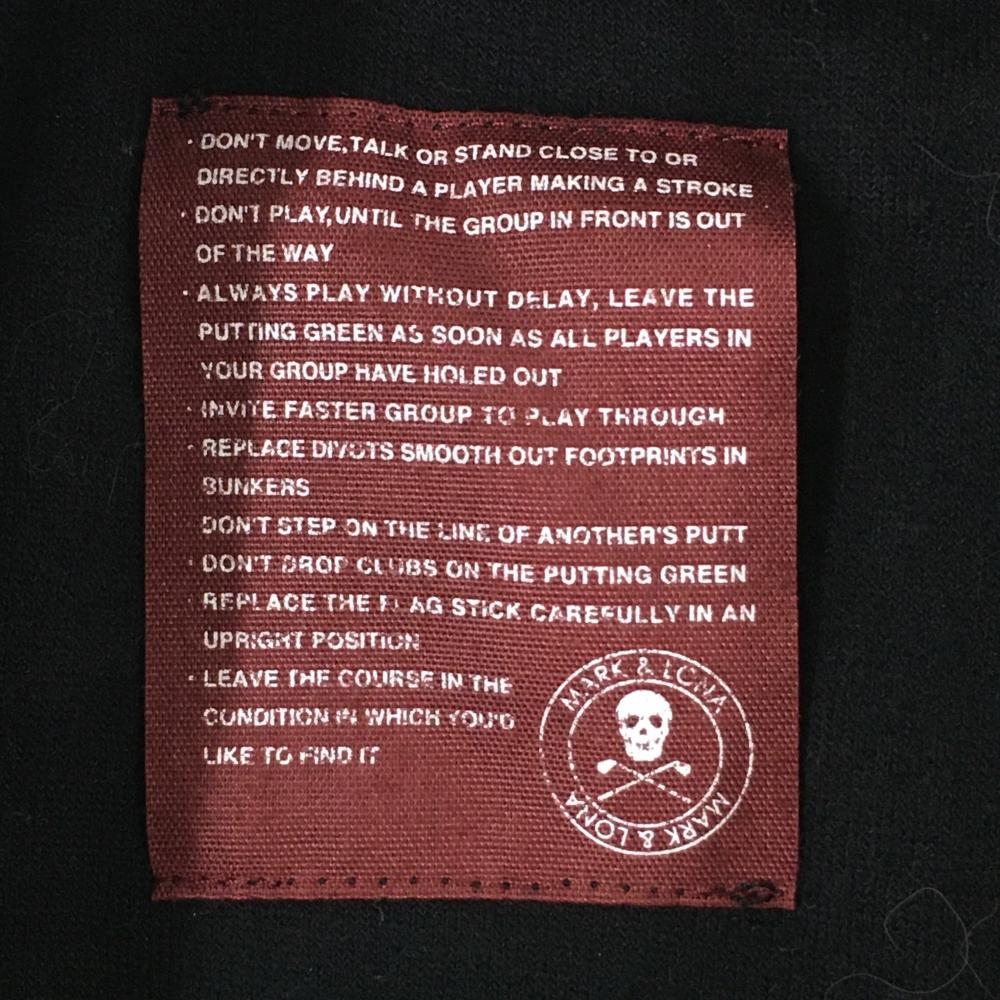 · DON'T MOVE,TALK OR STAND CLOSE TO OR
DIRECTLY BEHIND A PLAYER MAKING A STROKE
· DON'T PLAY,UNTIL THE GROUP IN FRONT IS OUT
OF THE WAY
· ALWAYS PLAY WITHOUT DELAY, LEAVE THE
PUTTING GREEN AS SOON AS ALL PLAYERS IN
YOUR GROUP HAVE HOLED OUT
· INVITE FASTER GROUP TO PLAY THROUGH
· REPLACE DIVOTS SMOOTH OUT FOOTPRINTS IN
BUNKERS
DON'T STEP ON THE LINE OF ANOTHER'S PUTT
· DON'T DROP CLUBS ON THE PUTTING GREEN
· REPLACE THE FLAG STICK CAREFULLY IN AN
UPRIGHT POSITION
· LEAVE THE COURSE IN THE
CONDITION IN WHICH YOU'D
LIKE TO FIND IT
MARK & LONA
MARK & LONA